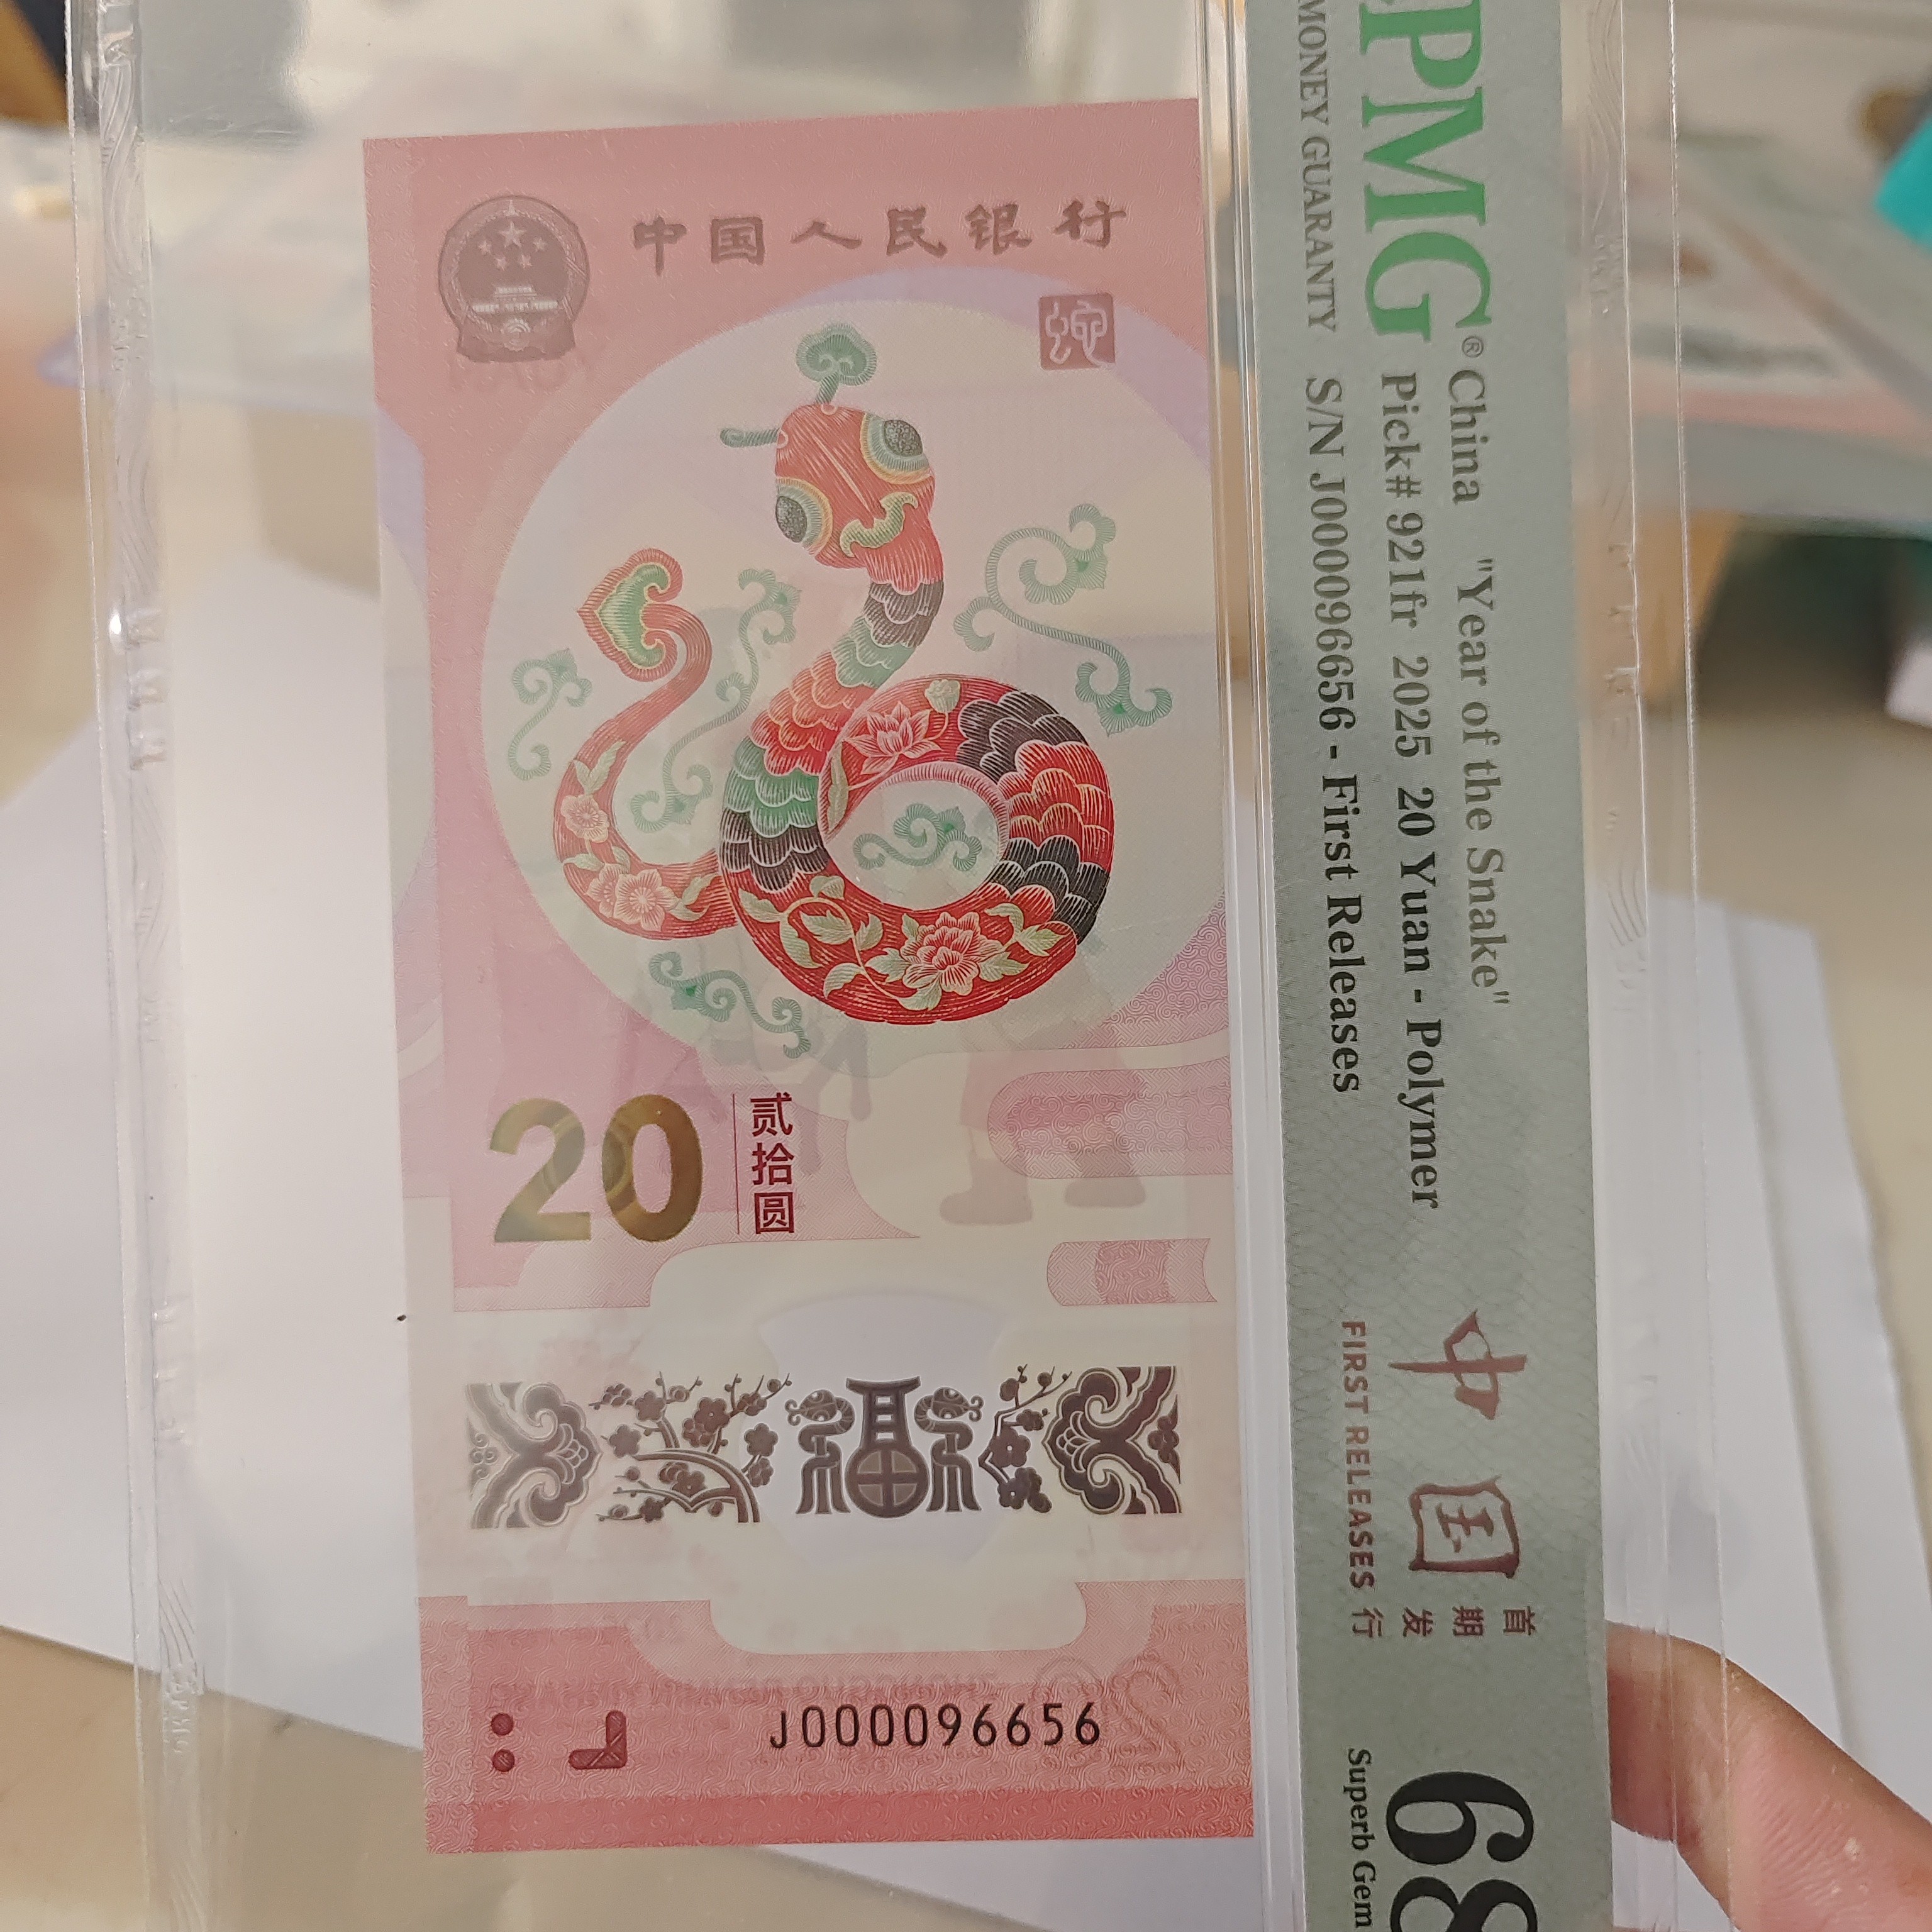 中国人民银行
蛇
20
贰拾圆
J000096656
PMG®
MONEY GUARANTY
China "Year of the Snake"
Pick# 921fr 2025 20 Yuan - Polymer
S/N J000096656 - First Releases
中国
首期发行
FIRST RELEASES
68
Superb Gem